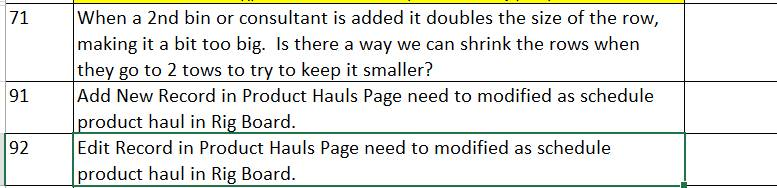 71 When a 2nd bin or consultant is added it doubles the size of the row,
making it a bit too big.  Is there a way we can shrink the rows when
they go to 2 tows to try to keep it smaller?
91 Add New Record in Product Hauls Page need to modified as schedule
product haul in Rig Board.
92 Edit Record in Product Hauls Page need to modified as schedule
product haul in Rig Board.